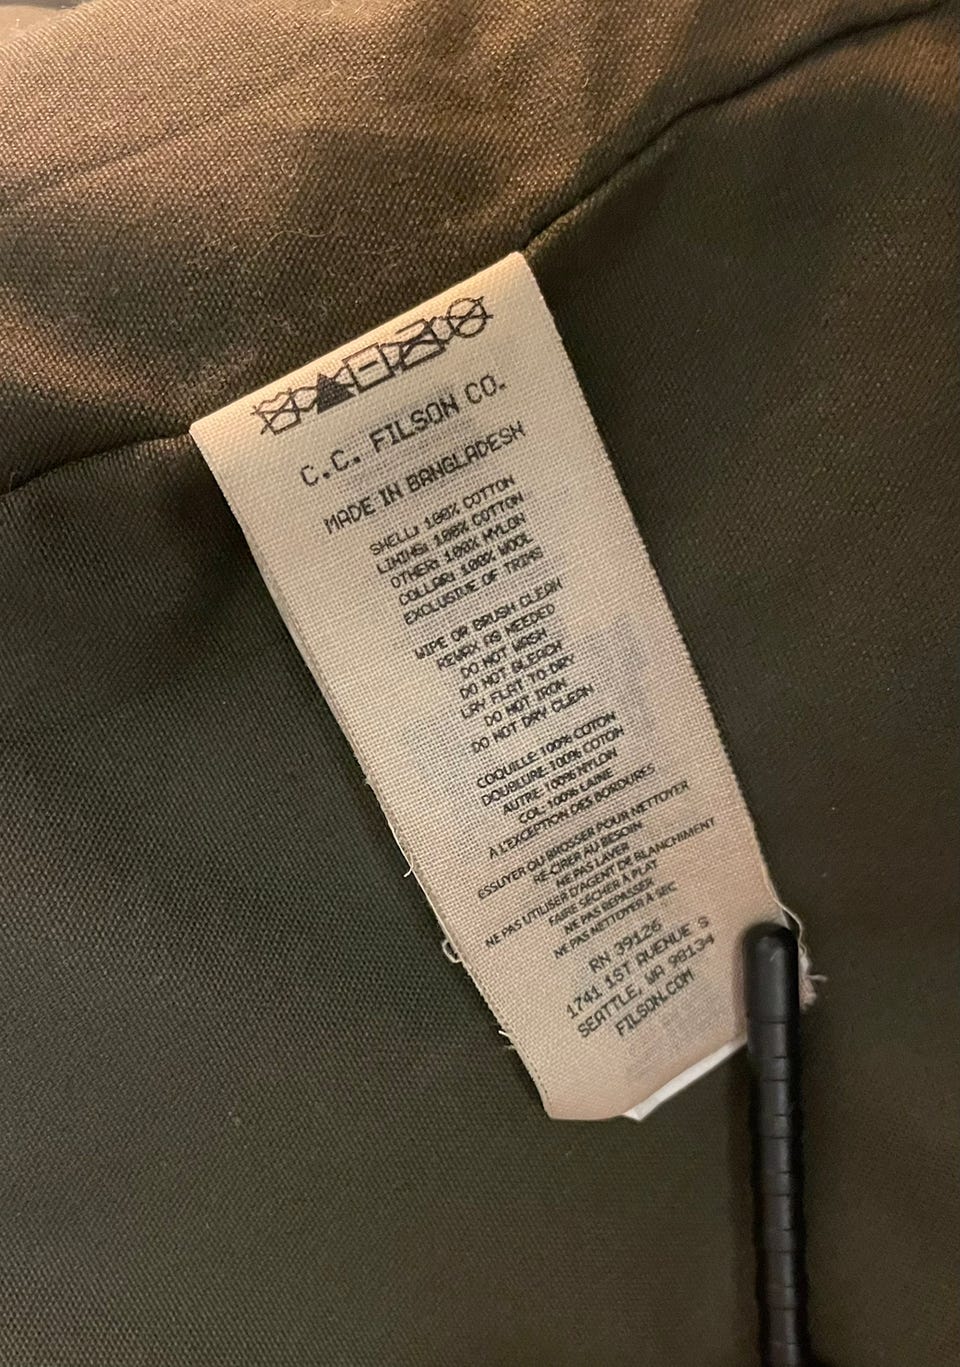 C.C. FILSON CO.
MADE IN BANGLADESH
SHELL: 100% COTTON
LINING: 100% COTTON
OTHER: 100% NYLON
COLLAR: 100% WOOL
EXCLUSIVE OF TRIMS
WIPE OR BRUSH CLEAN
REWAX AS NEEDED
DO NOT WASH
DO NOT BLEACH
LAY FLAT TO DRY
DO NOT IRON
DO NOT DRY CLEAN
COQUILLE: 100% COTON
DOUBLURE: 100% COTON
AUTRE: 100% NYLON
COL: 100% LAINE
A L'EXCEPTION DES BORDURES
ESSUYER OU BROSSER POUR NETTOYER
RE-CIRER AU BESOIN
NE PAS LAVER
NE PAS UTILISER D'AGENT DE BLANCHIMENT
FAIRE SÉCHER À PLAT
NE PAS REPASSER
NE PAS NETTOYER À SEC
RN 39126
1741 1ST AVENUE S
SEATTLE, WA 98134
FILSON.COM